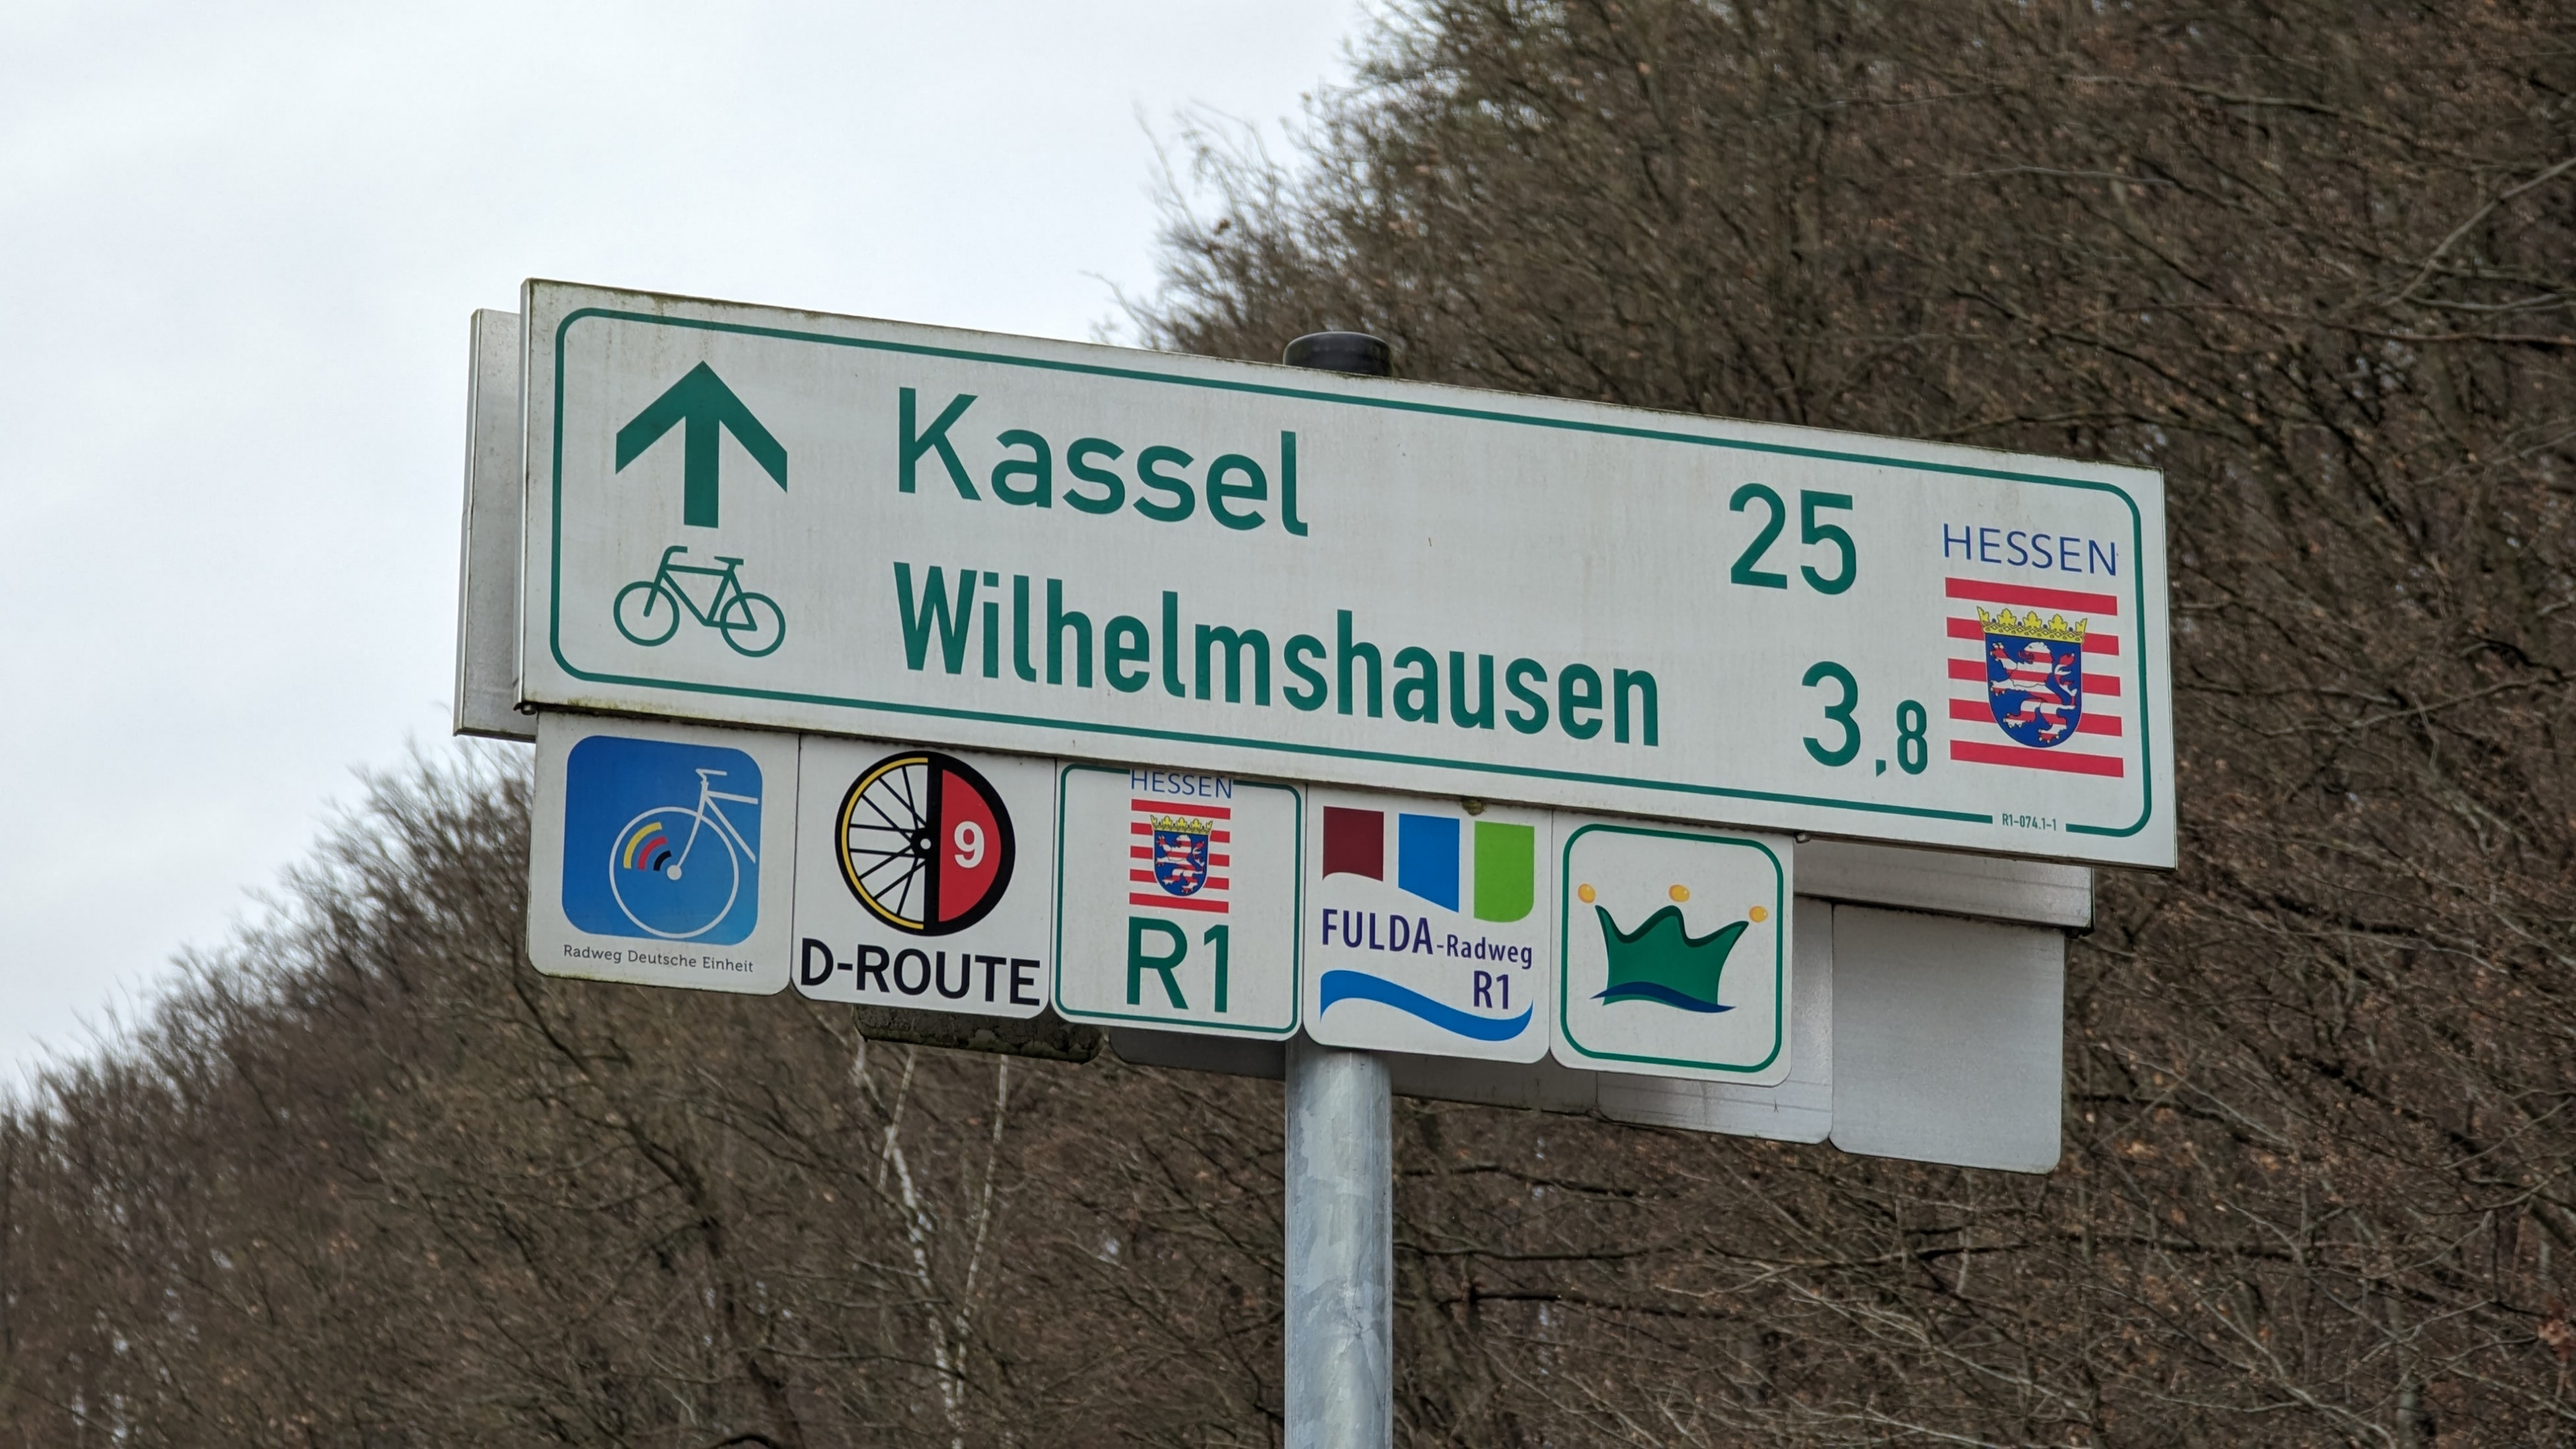 Kassel 25
Wilhelmshausen 3,8
HESSEN
R1-074.1-1
Radweg Deutsche Einheit
9
D-ROUTE
HESSEN
R1
FULDA-Radweg
R1